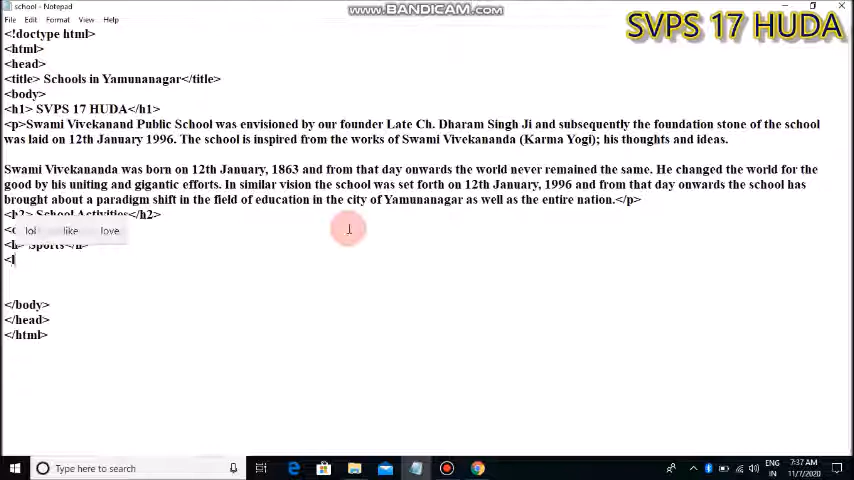 school - Notepad
www.BANDICAM.com
File Edit Format View Help
SVPS 17 HUDA
<!doctype html>
<html>
<head>
<title> Schools in Yamunanagar</title>
<body>
<h1> SVPS 17 HUDA</h1>
<p>Swami Vivekanand Public School was envisioned by our founder Late Ch. Dharam Singh Ji and subsequently the foundation stone of the school
was laid on 12th January 1996. The school is inspired from the works of Swami Vivekananda (Karma Yogi); his thoughts and ideas.
Swami Vivekananda was born on 12th January, 1863 and from that day onwards the world never remained the same. He changed the world for the
good by his uniting and gigantic efforts. In similar vision the school was set forth on 12th January, 1996 and from that day onwards the school has
brought about a paradigm shift in the field of education in the city of Yamunanagar as well as the entire nation.</p>
<h2> School Activities</h2>
lol like love
Sports
<l
</body>
</head>
</html>
Type here to search
ENG
IN
7:37 AM
11/7/2020